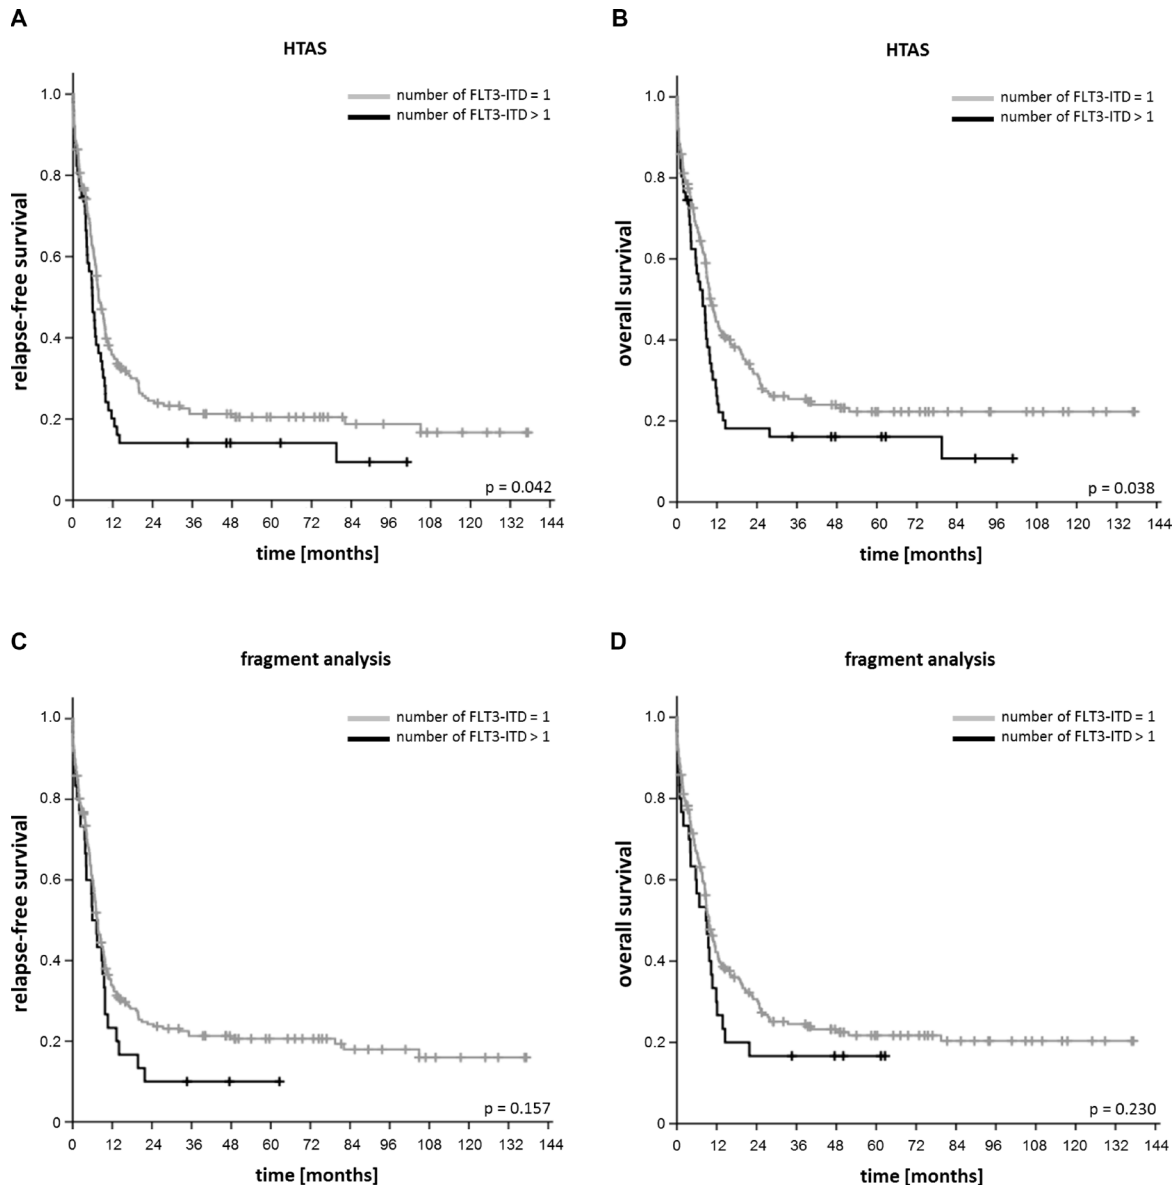 A
HTAS
number of FLT3-ITD = 1
number of FLT3-ITD > 1
relapse-free survival
1.0
0.8
0.6
0.4
0.2
0
p = 0.042
0 12 24 36 48 60 72 84 96 108 120 132 144
time [months]
B
HTAS
number of FLT3-ITD = 1
number of FLT3-ITD > 1
overall survival
1.0
0.8
0.6
0.4
0.2
0
p = 0.038
0 12 24 36 48 60 72 84 96 108 120 132 144
time [months]
C
fragment analysis
number of FLT3-ITD = 1
number of FLT3-ITD > 1
relapse-free survival
1.0
0.8
0.6
0.4
0.2
0
p = 0.157
0 12 24 36 48 60 72 84 96 108 120 132 144
time [months]
D
fragment analysis
number of FLT3-ITD = 1
number of FLT3-ITD > 1
overall survival
1.0
0.8
0.6
0.4
0.2
0
p = 0.230
0 12 24 36 48 60 72 84 96 108 120 132 144
time [months]